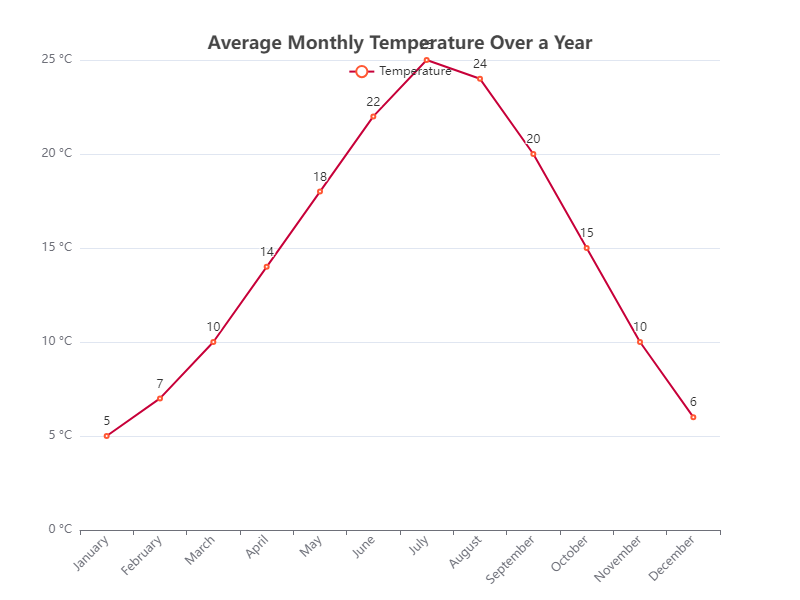 Average Monthly Temperature Over a Year
Temperature
25 °C
20 °C
15 °C
10 °C
5 °C
0 °C
5
7
10
14
18
22
25
24
20
15
10
6
January
February
March
April
May
June
July
August
September
October
November
December